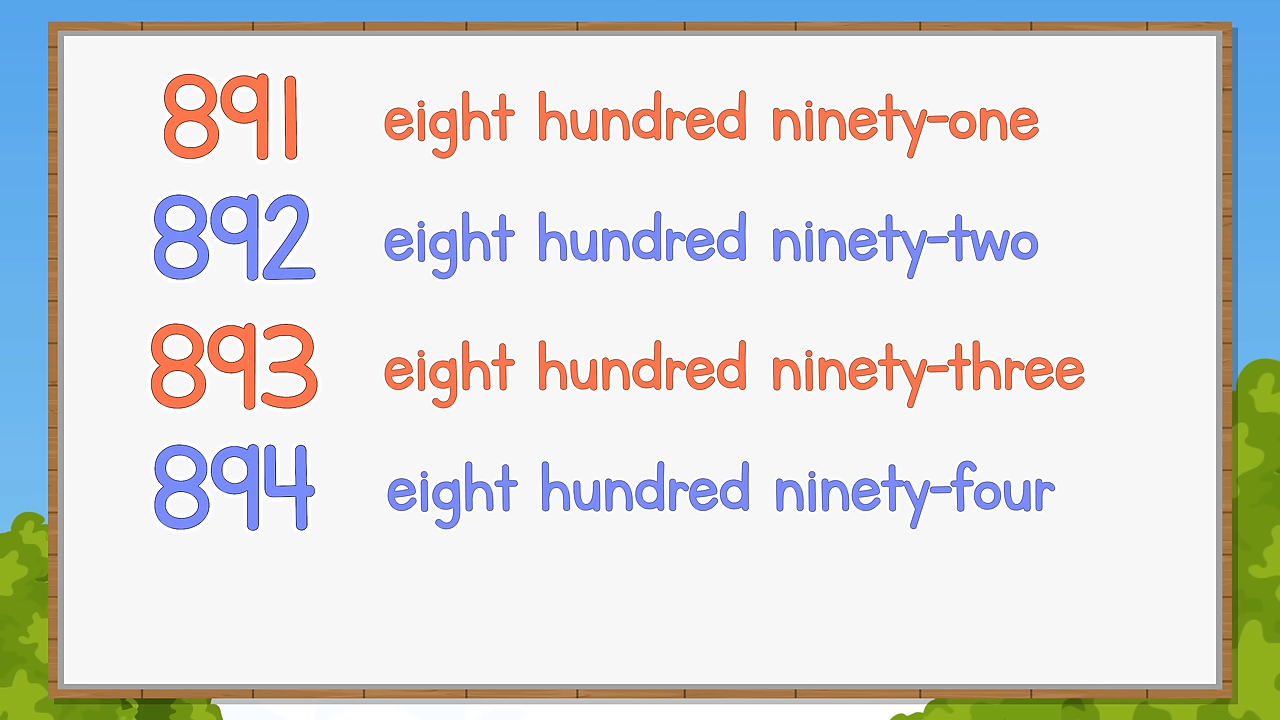 891 eight hundred ninety-one
892 eight hundred ninety-two
893 eight hundred ninety-three
894 eight hundred ninety-four